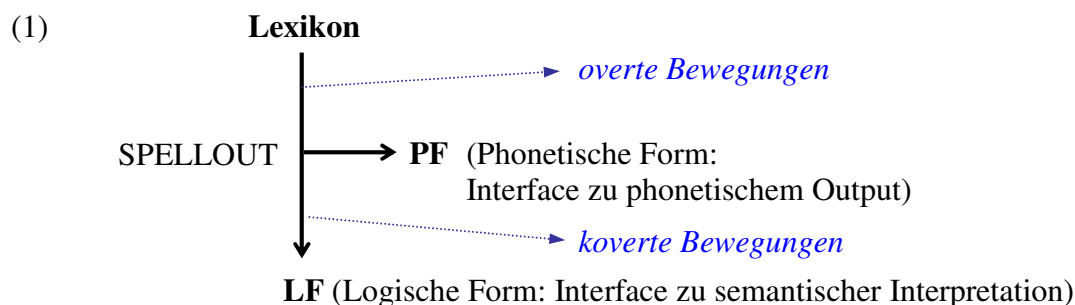 (1) Lexikon
overte Bewegungen
SPELLOUT PF (Phonetische Form:
Interface zu phonetischem Output)
koverte Bewegungen
LF (Logische Form: Interface zu semantischer Interpretation)